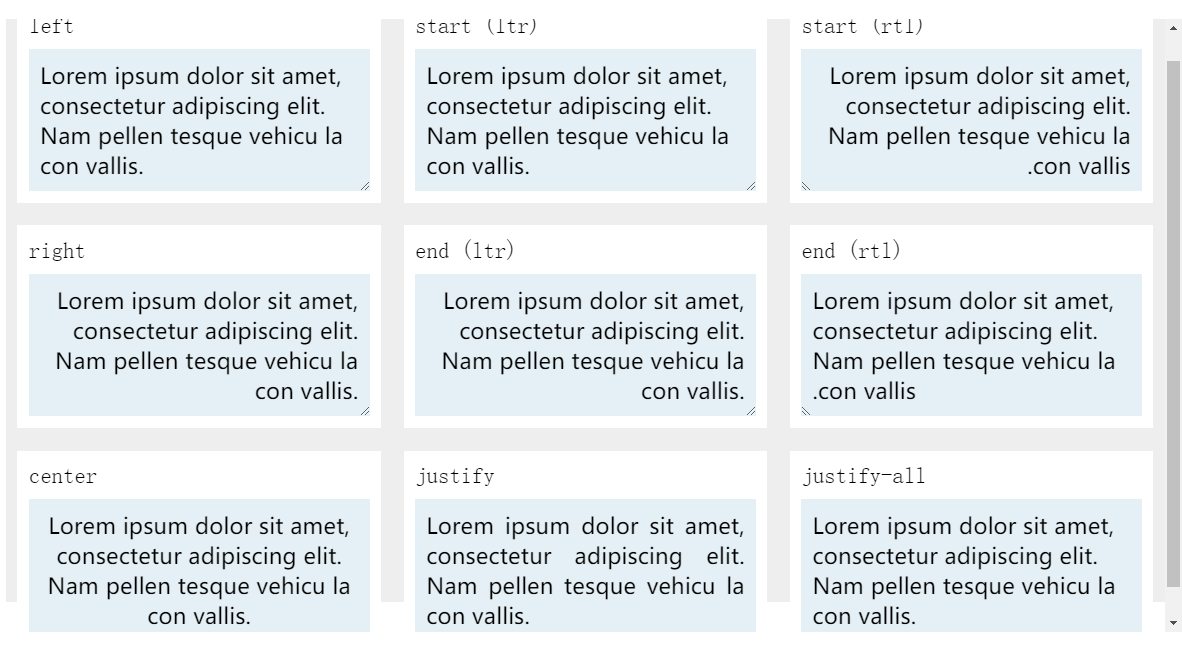 left
Lorem ipsum dolor sit amet,
consectetur adipiscing elit.
Nam pellen tesque vehicu la
con vallis.
start (ltr)
Lorem ipsum dolor sit amet,
consectetur adipiscing elit.
Nam pellen tesque vehicu la
con vallis.
start (rtl)
Lorem ipsum dolor sit amet,
consectetur adipiscing elit.
Nam pellen tesque vehicu la
.con vallis
right
Lorem ipsum dolor sit amet,
consectetur adipiscing elit.
Nam pellen tesque vehicu la
con vallis.
end (ltr)
Lorem ipsum dolor sit amet,
consectetur adipiscing elit.
Nam pellen tesque vehicu la
con vallis.
end (rtl)
Lorem ipsum dolor sit amet,
consectetur adipiscing elit.
Nam pellen tesque vehicu la
.con vallis
center
Lorem ipsum dolor sit amet,
consectetur adipiscing elit.
Nam pellen tesque vehicu la
con vallis.
justify
Lorem ipsum dolor sit amet,
consectetur adipiscing elit.
Nam pellen tesque vehicu la
con vallis.
justify-all
Lorem ipsum dolor sit amet,
consectetur adipiscing elit.
Nam pellen tesque vehicu la
con vallis.